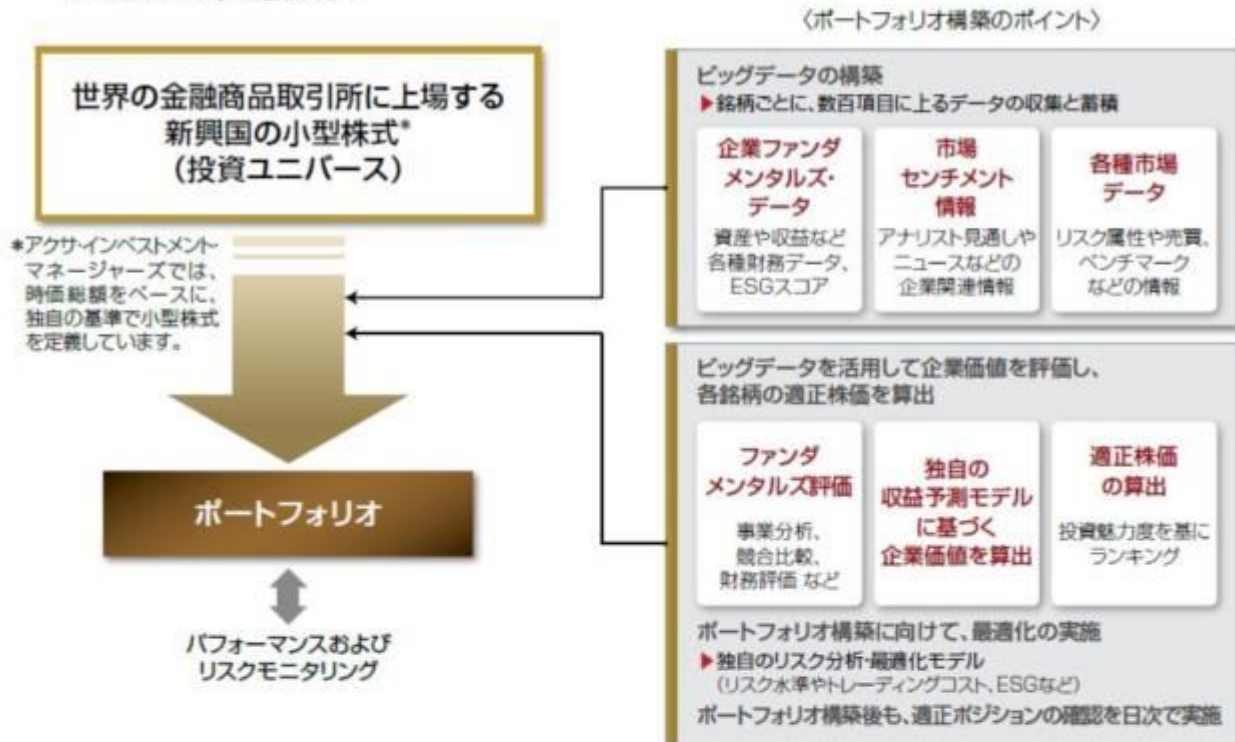 〈ポートフォリオ構築のポイント〉
世界の金融商品取引所に上場する
新興国の小型株式*
(投資ユニバース)
*アクサ・インベストメント・
マネージャーズでは、
時価総額をベースに、
独自の基準で小型株式
を定義しています。
ポートフォリオ
パフォーマンスおよび
リスクモニタリング
ビッグデータの構築
▶銘柄ごとに、数百項目に上るデータの収集と蓄積
企業ファンダ
メンタルズ・
データ
資産や収益など
各種財務データ、
ESGスコア
市場
センチメント
情報
アナリスト見通しや
ニュースなどの
企業関連情報
各種市場
データ
リスク属性や売買、
ベンチマーク
などの情報
ビッグデータを活用して企業価値を評価し、
各銘柄の適正株価を算出
ファンダ
メンタルズ評価
事業分析、
競合比較、
財務評価 など
独自の
収益予測モデル
に基づく
企業価値を算出
適正株価
の算出
投資魅力度を基に
ランキング
ポートフォリオ構築に向けて、最適化の実施
▶独自のリスク分析・最適化モデル
(リスク水準やトレーディングコスト、ESGなど)
ポートフォリオ構築後も、適正ポジションの確認を日次で実施